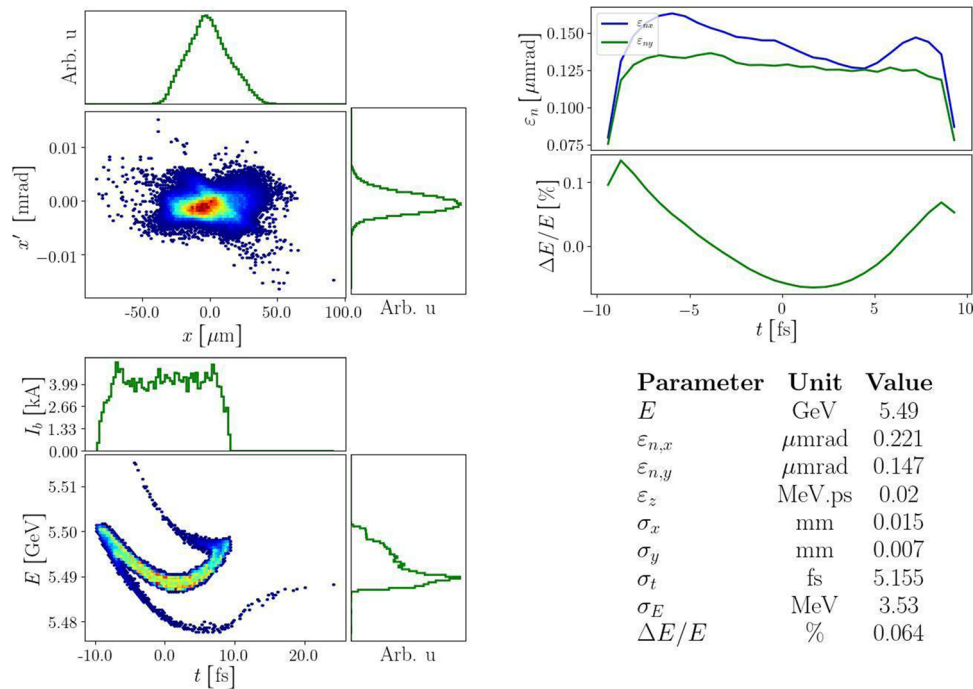 Arb. u
x′ [mrad]
0.01
0.00
−0.01
-50.0 0.0 50.0 100.0
x [μm]
Arb. u
ε_n [μmrad]
0.150
0.125
0.100
0.075
ε_nx
ε_ny
ΔE/E [%]
0.1
0.0
−10 −5 0 5 10
t [fs]
I_b [kA]
3.99
2.66
1.33
0.00
E [GeV]
5.51
5.50
5.49
5.48
-10.0 0.0 10.0 20.0
t [fs]
Arb. u
Parameter Unit Value
E GeV 5.49
ε_n,x μmrad 0.221
ε_n,y μmrad 0.147
ε_z MeV.ps 0.02
σ_x mm 0.015
σ_y mm 0.007
σ_t fs 5.155
σ_E MeV 3.53
ΔE/E % 0.064